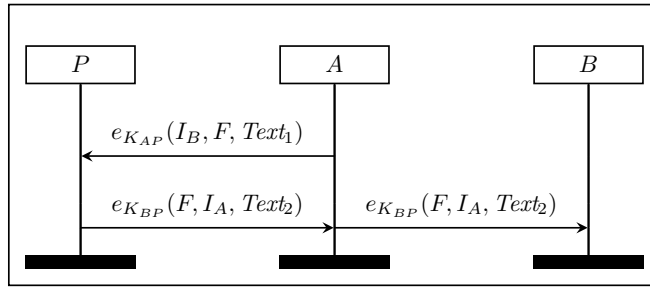 P A B
e_{K_{AP}}(I_B, F, Text_1)
e_{K_{BP}}(F, I_A, Text_2) e_{K_{BP}}(F, I_A, Text_2)